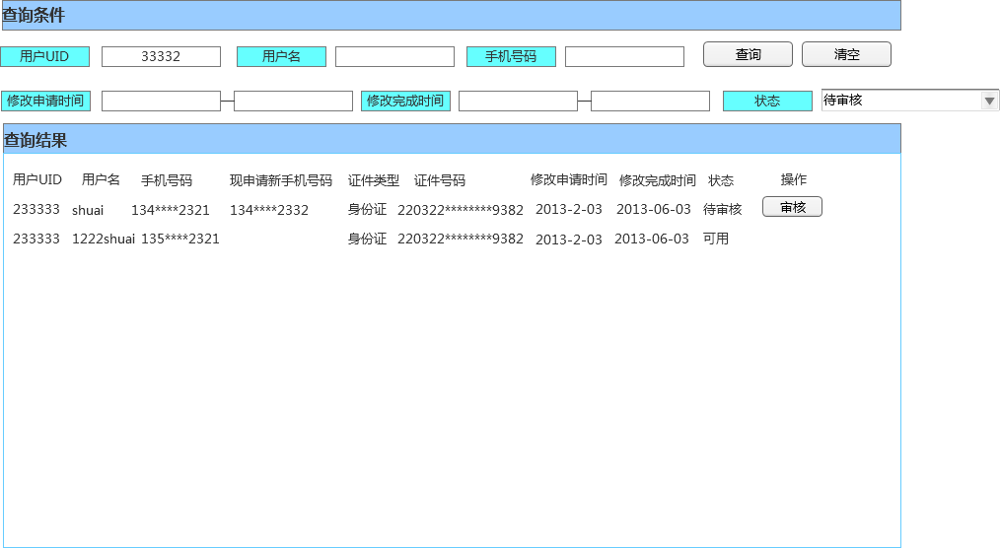 查询条件
用户UID 33332 用户名 手机号码 查询 清空
修改申请时间 修改完成时间 状态 待审核
查询结果
用户UID 用户名 手机号码 现申请新手机号码 证件类型 证件号码 修改申请时间 修改完成时间 状态 操作
233333 shuai 134****2321 134****2332 身份证 220322********9382 2013-2-03 2013-06-03 待审核 审核
233333 1222shuai 135****2321 身份证 220322********9382 2013-2-03 2013-06-03 可用